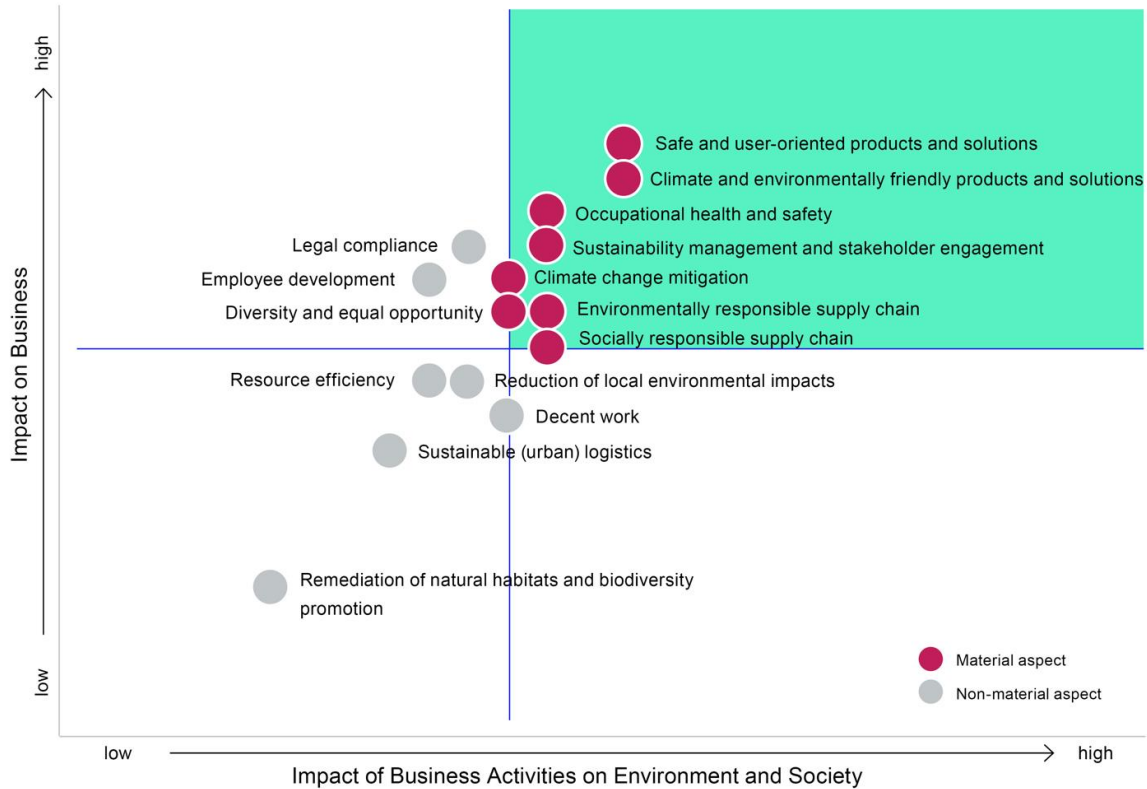 high
Safe and user-oriented products and solutions
Climate and environmentally friendly products and solutions
Occupational health and safety
Legal compliance
Sustainability management and stakeholder engagement
Employee development
Climate change mitigation
Diversity and equal opportunity
Environmentally responsible supply chain
Socially responsible supply chain
Impact on Business
Resource efficiency
Reduction of local environmental impacts
Decent work
Sustainable (urban) logistics
Remediation of natural habitats and biodiversity
promotion
low
Material aspect
Non-material aspect
low
high
Impact of Business Activities on Environment and Society